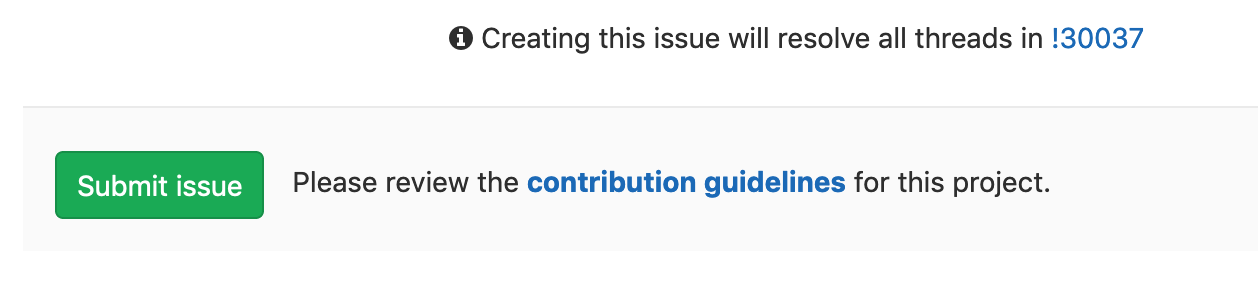 Creating this issue will resolve all threads in !30037
Submit issue
Please review the contribution guidelines for this project.